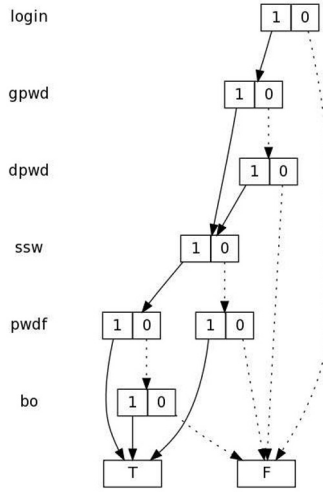 login 1 0
gpwd 1 0
dpwd 1 0
ssw 1 0
pwdf 1 0 1 0
bo 1 0
T F